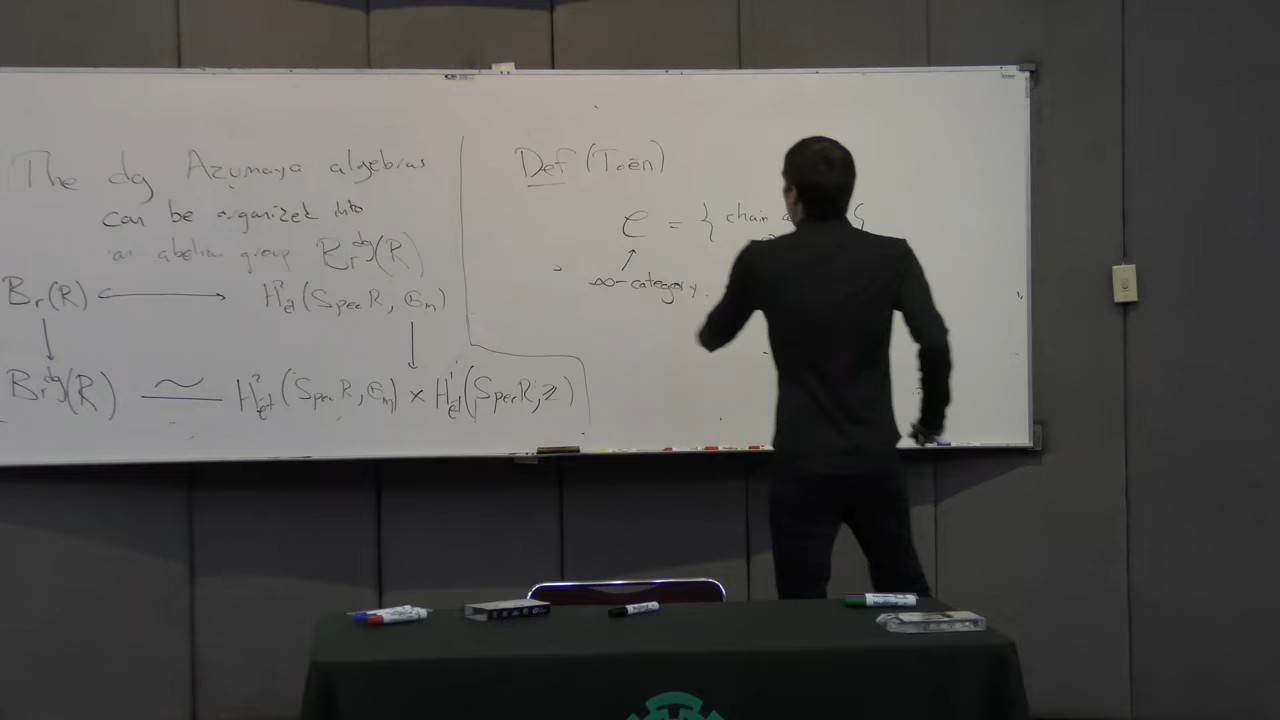 The dg Azumaya algebras
can be organized into
an abelian group Br^dg(R)
Br(R) ⟷ H²_ét(Spec R, G_m)
↓ ↓
Br^dg(R) ≃ H²_ét(Spec R, G_m) × H¹_ét(Spec R, ℤ)
Def (Toën)
C = { chain }
↑
∞-category